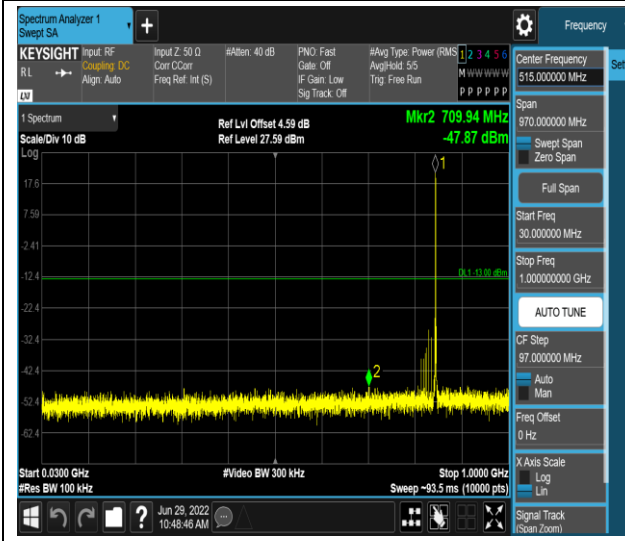 Spectrum Analyzer 1
Swept SA
+
Frequency
KEYSIGHT
RL
LXI
Input: RF
Coupling: DC
Align: Auto
Input Z: 50 Ω
Corr CCorr
Freq Ref: Int (S)
#Atten: 40 dB
PNO: Fast
Gate: Off
IF Gain: Low
Sig Track: Off
#Avg Type: Power (RMS
Avg|Hold: 5/5
Trig: Free Run
1 2 3 4 5 6
M W W W W W
P P P P P P
1 Spectrum
Scale/Div 10 dB
Log
Ref Lvl Offset 4.59 dB
Ref Level 27.59 dBm
Mkr2 709.94 MHz
-47.87 dBm
17.6
7.59
-2.41
-12.4
-22.4
-32.4
-42.4
-52.4
-62.4
1
DL1 -13.00 dBm
2
Start 0.0300 GHz
#Res BW 100 kHz
#Video BW 300 kHz
Stop 1.0000 GHz
Sweep ~93.5 ms (10000 pts)
?
Jun 29, 2022
10:48:46 AM
Center Frequency
515.000000 MHz
Set
Span
970.000000 MHz
Swept Span
Zero Span
Full Span
Start Freq
30.000000 MHz
Stop Freq
1.000000000 GHz
AUTO TUNE
CF Step
97.000000 MHz
Auto
Man
Freq Offset
0 Hz
X Axis Scale
Log
Lin
Signal Track
(Span Zoom)